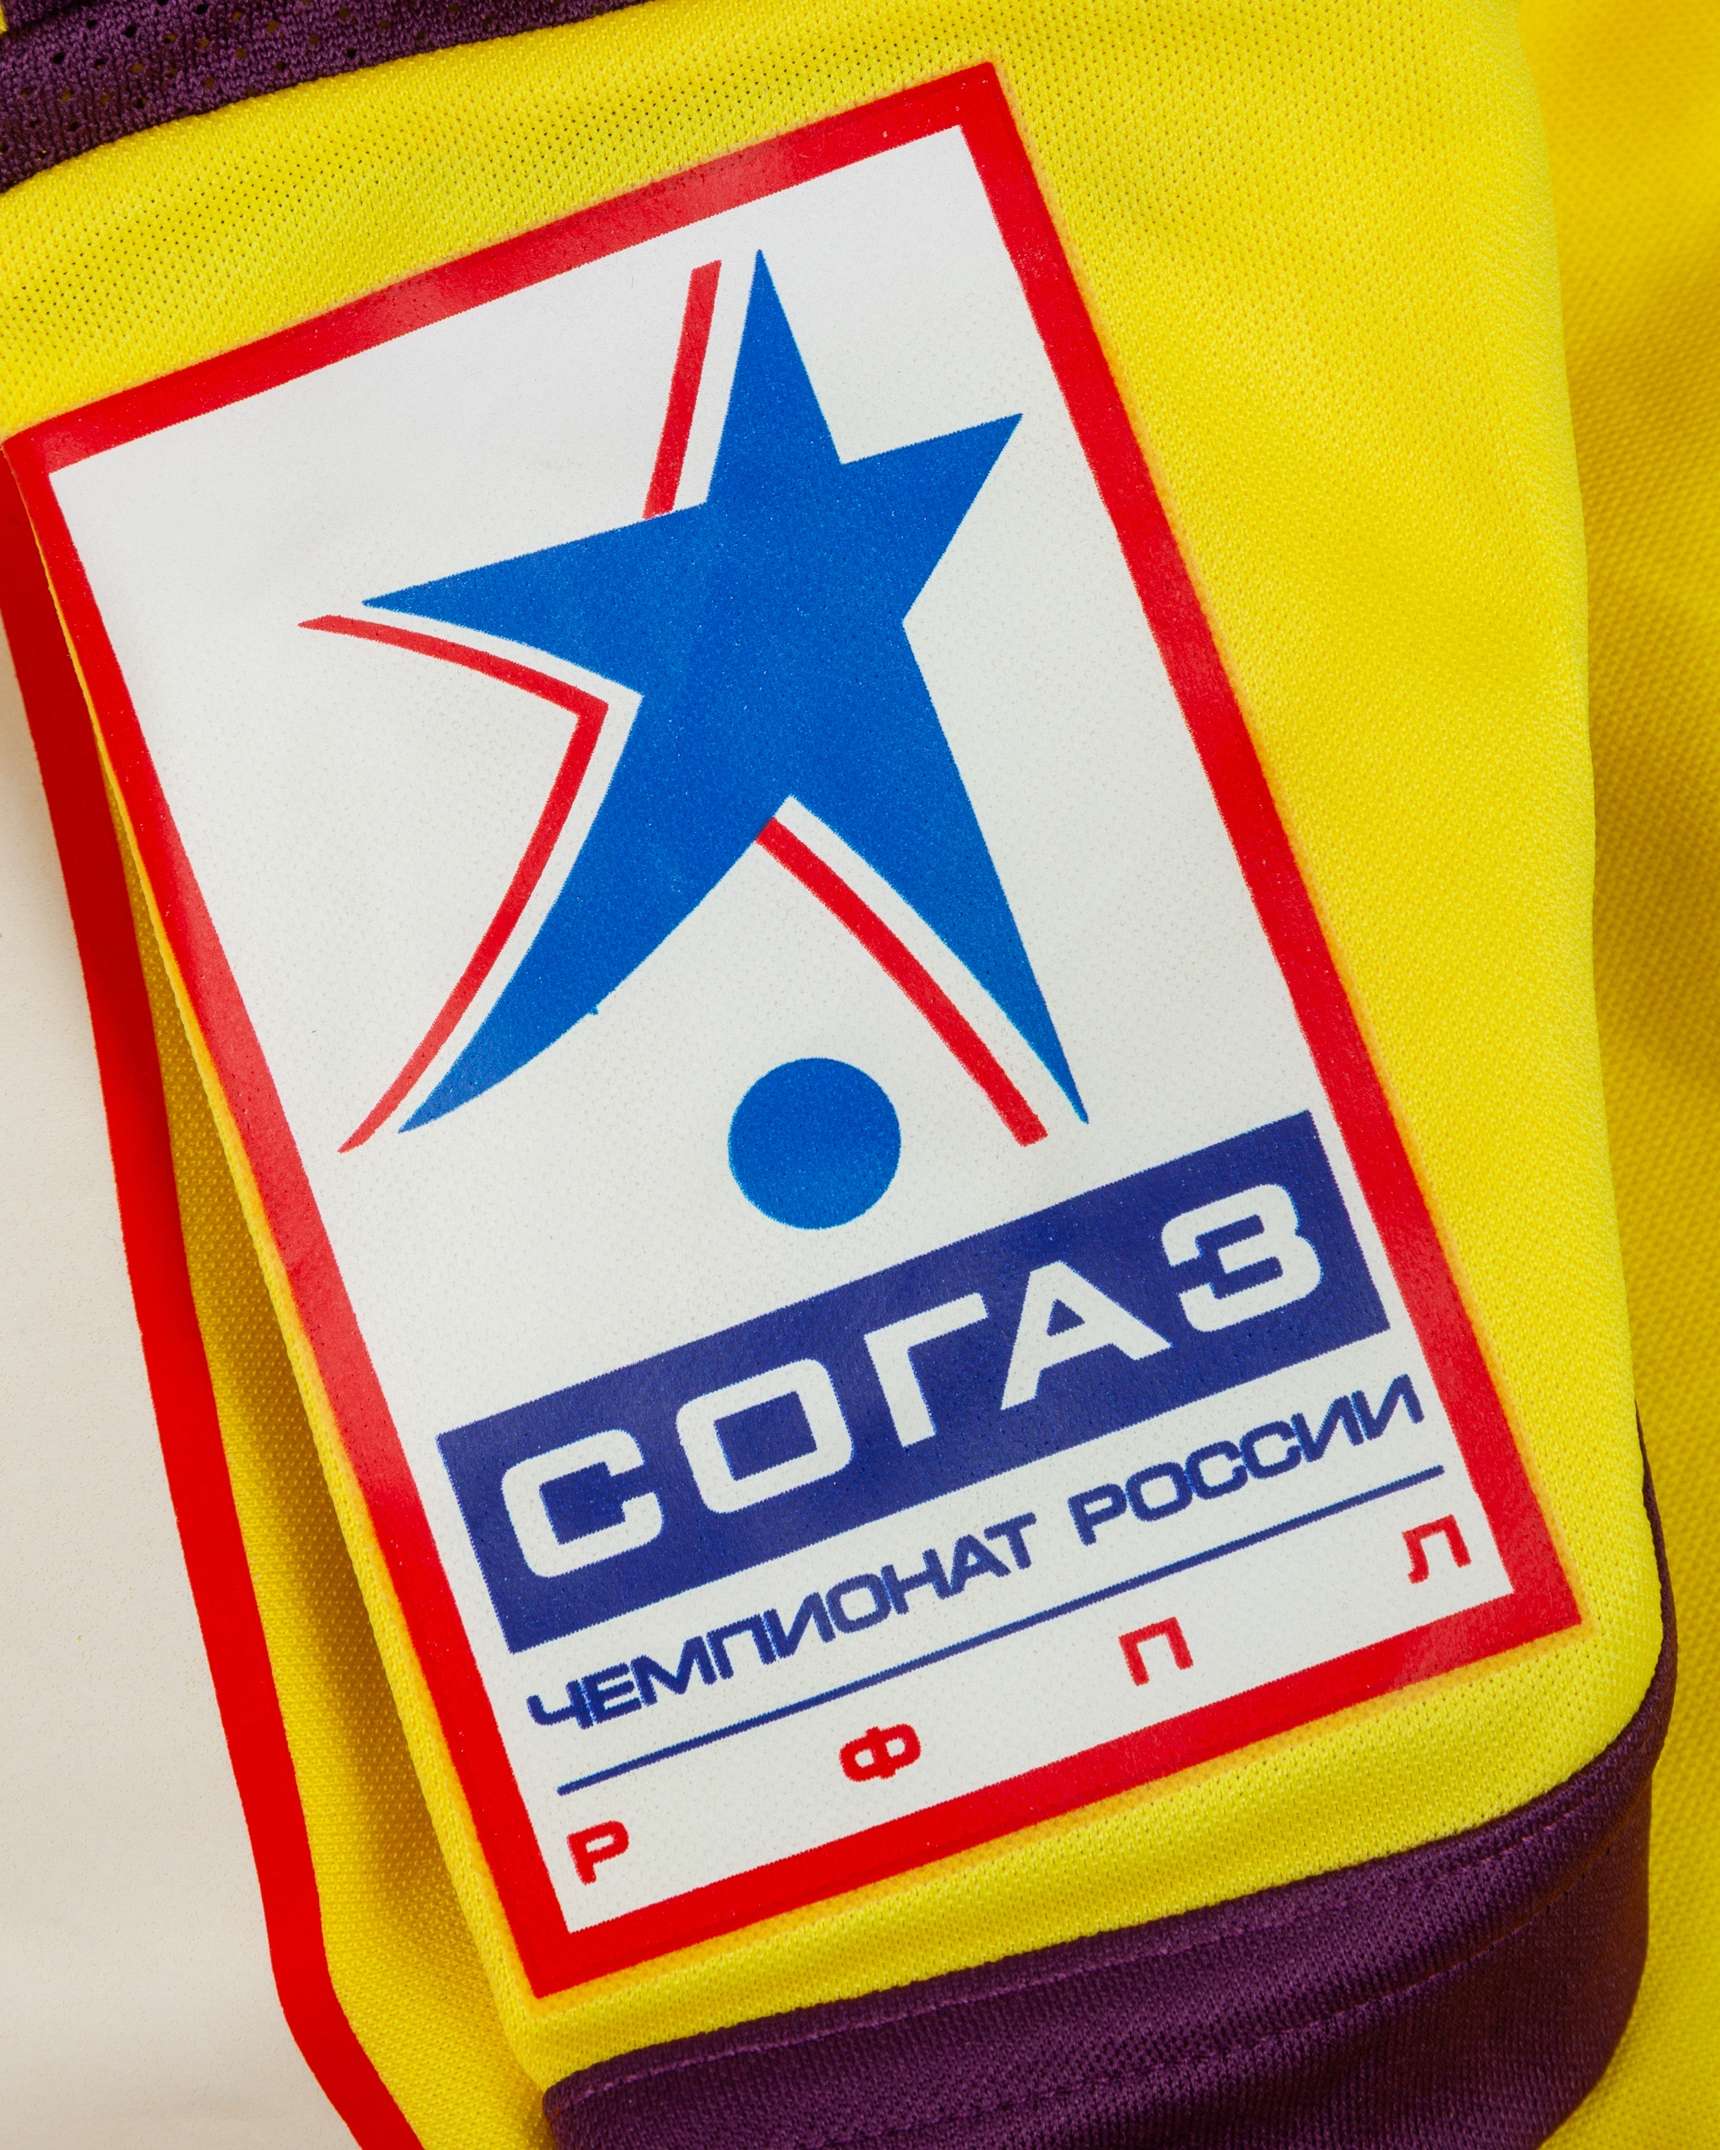 СОГАЗ
ЧЕМПИОНАТ РОССИИ
Р Ф П Л